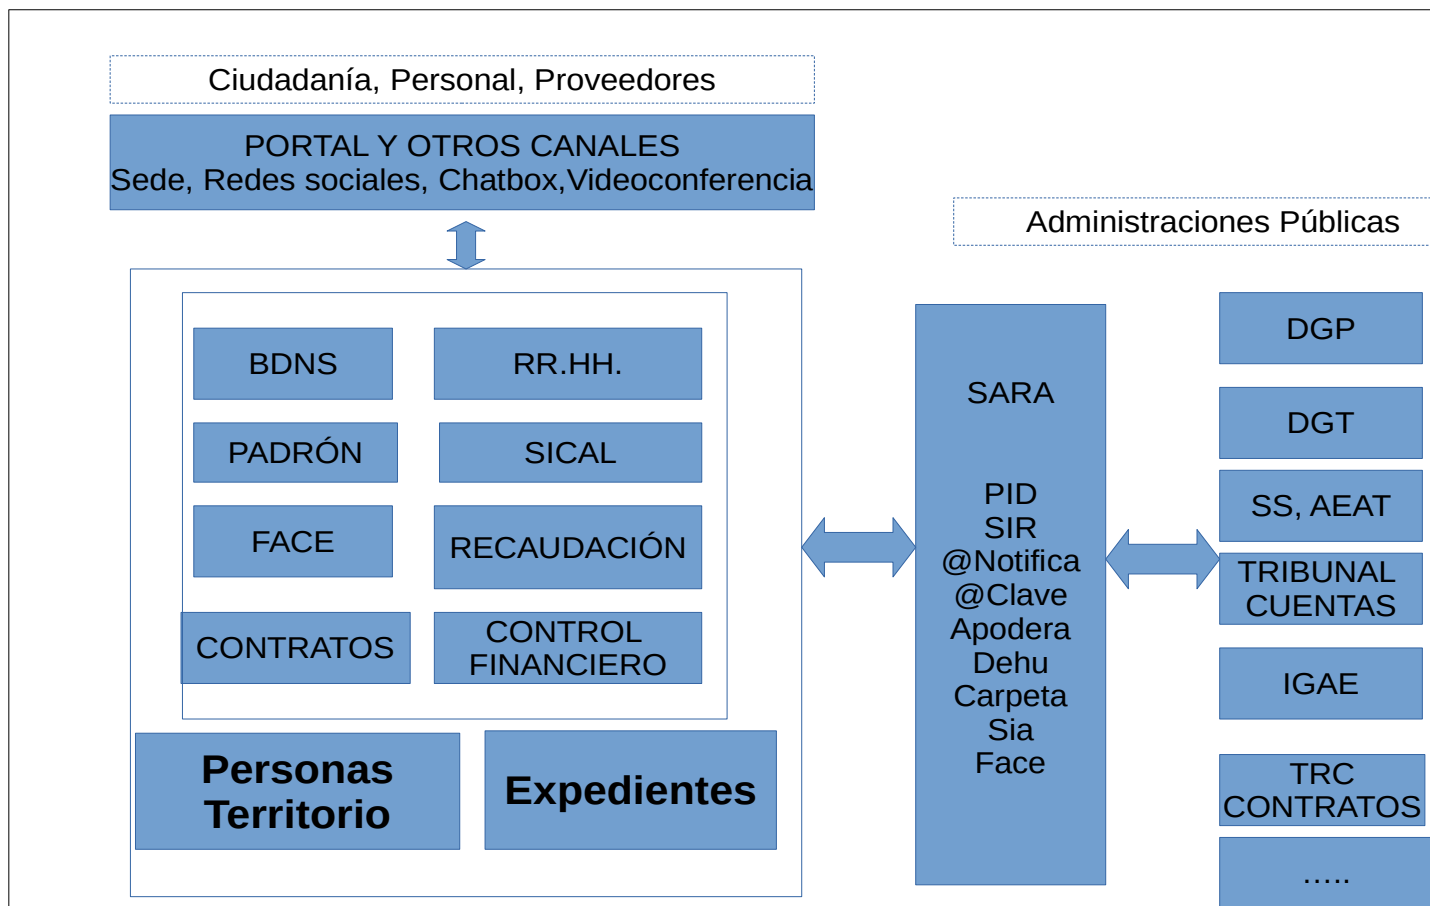 Ciudadanía, Personal, Proveedores
PORTAL Y OTROS CANALES
Sede, Redes sociales, Chatbox,Videoconferencia
Administraciones Públicas
BDNS
RR.HH.
PADRÓN
SICAL
FACE
RECAUDACIÓN
CONTRATOS
CONTROL
FINANCIERO
Personas
Territorio
Expedientes
SARA
PID
SIR
@Notifica
@Clave
Apodera
Dehu
Carpeta
Sia
Face
DGP
DGT
SS, AEAT
TRIBUNAL
CUENTAS
IGAE
TRC
CONTRATOS
…..